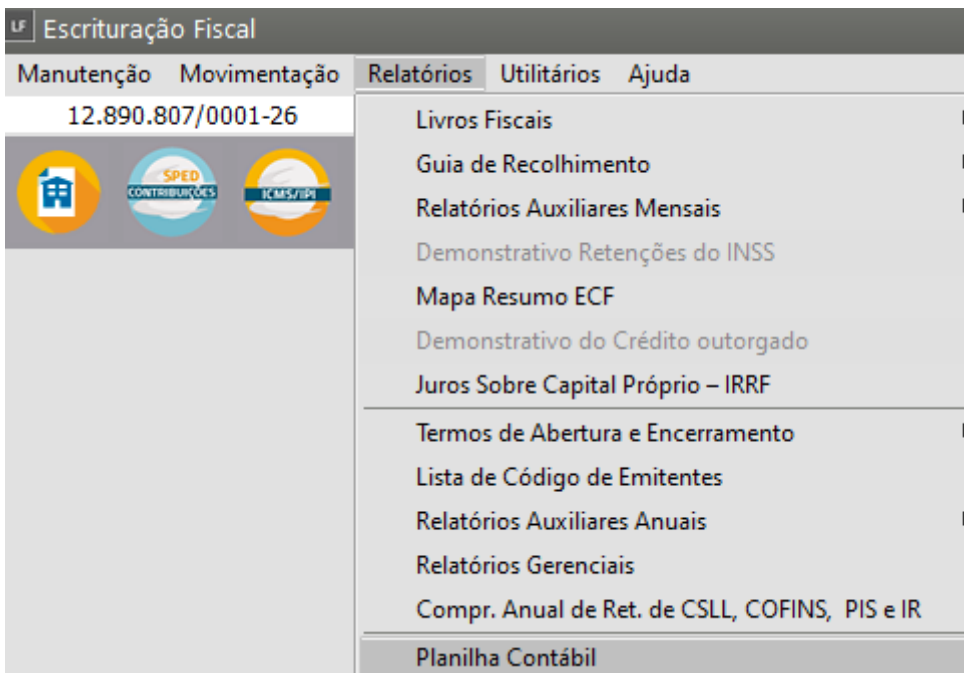 LF Escrituração Fiscal
Manutenção Movimentação Relatórios Utilitários Ajuda
12.890.807/0001-26
SPED
CONTRIBUIÇÕES
ICMS/IPI
Livros Fiscais
Guia de Recolhimento
Relatórios Auxiliares Mensais
Demonstrativo Retenções do INSS
Mapa Resumo ECF
Demonstrativo do Crédito outorgado
Juros Sobre Capital Próprio – IRRF
Termos de Abertura e Encerramento
Lista de Código de Emitentes
Relatórios Auxiliares Anuais
Relatórios Gerenciais
Compr. Anual de Ret. de CSLL, COFINS, PIS e IR
Planilha Contábil